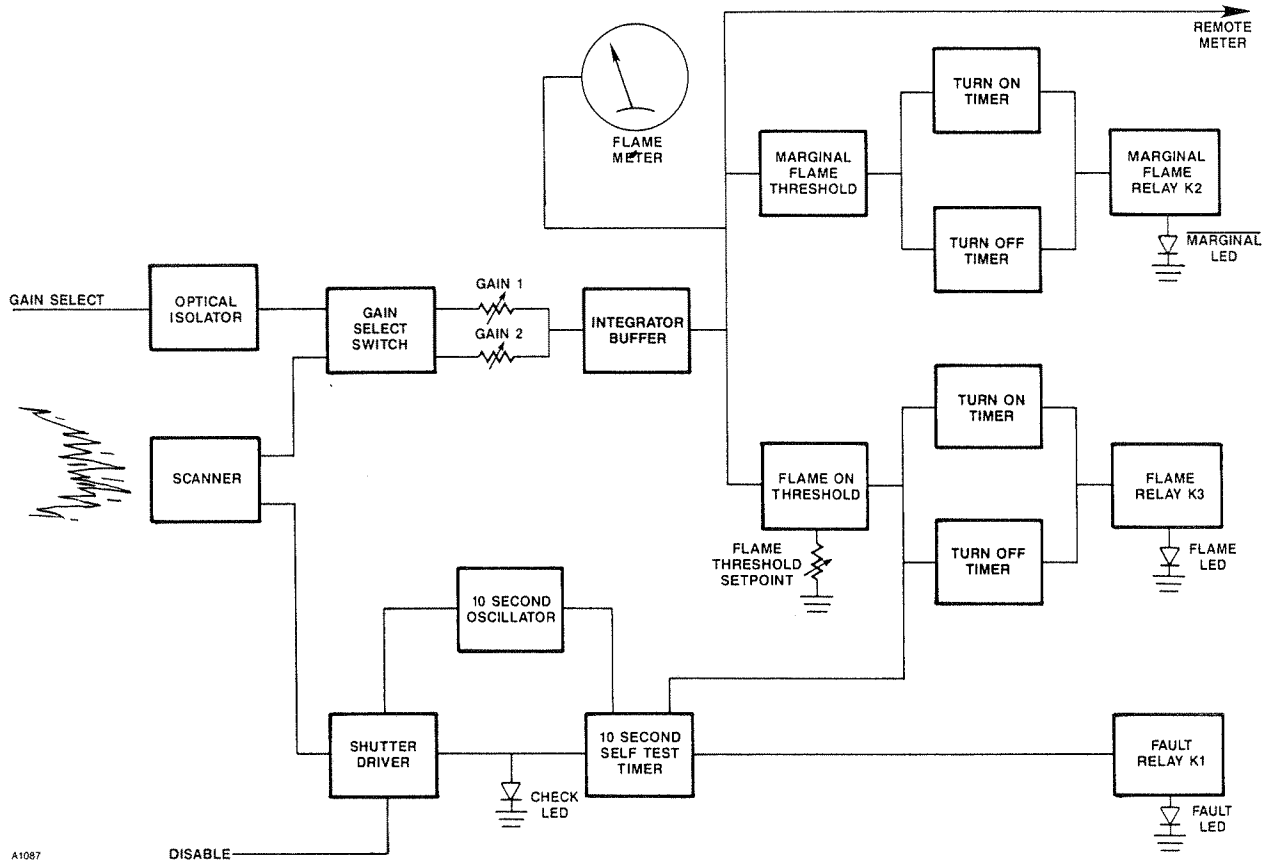 REMOTE
METER
TURN ON
TIMER
FLAME
METER
MARGINAL
FLAME
THRESHOLD
MARGINAL
FLAME
RELAY K2
TURN OFF
TIMER
MARGINAL
LED
GAIN SELECT
OPTICAL
ISOLATOR
GAIN
SELECT
SWITCH
GAIN 1
GAIN 2
INTEGRATOR
BUFFER
TURN ON
TIMER
SCANNER
FLAME ON
THRESHOLD
FLAME
RELAY K3
FLAME
THRESHOLD
SETPOINT
TURN OFF
TIMER
FLAME
LED
10 SECOND
OSCILLATOR
SHUTTER
DRIVER
10 SECOND
SELF TEST
TIMER
FAULT
RELAY K1
CHECK
LED
FAULT
LED
A1087
DISABLE